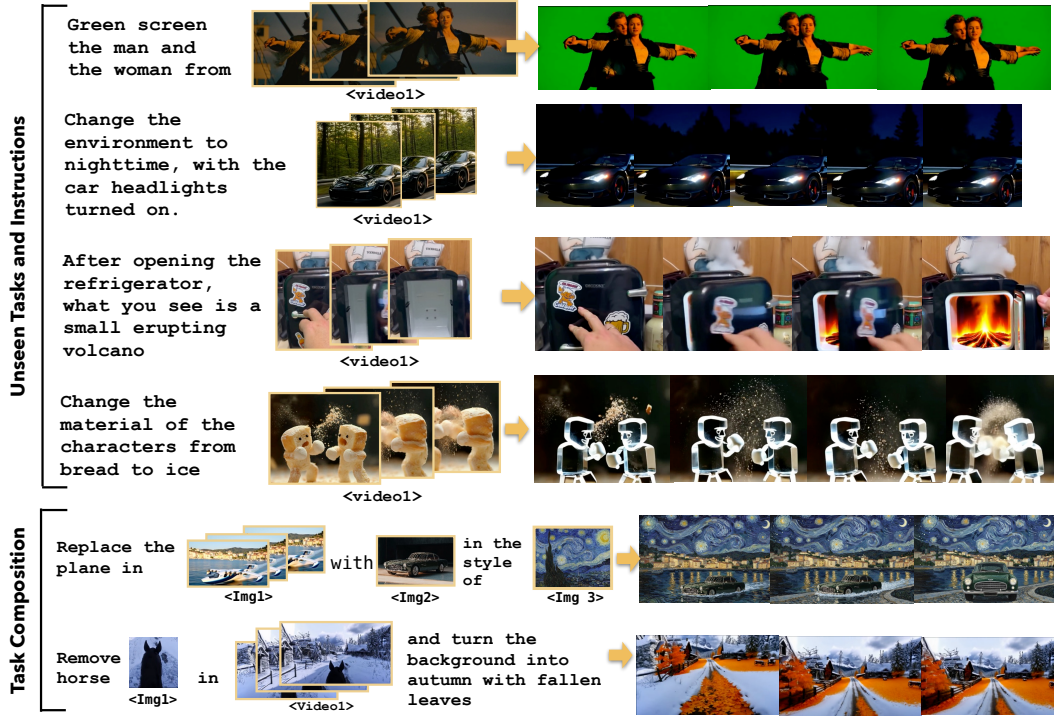 Unseen Tasks and Instructions
Green screen
the man and
the woman from
<video1>
Change the
environment to
nighttime, with the
car headlights
turned on.
<video1>
After opening the
refrigerator,
what you see is a
small erupting
volcano
<video1>
Change the
material of the
characters from
bread to ice
<video1>
Task Composition
Replace the
plane in
<Img1>
with
<Img2>
in the
style
of
<Img 3>
Remove
horse
<Img1>
in
<Video1>
and turn the
background into
autumn with fallen
leaves